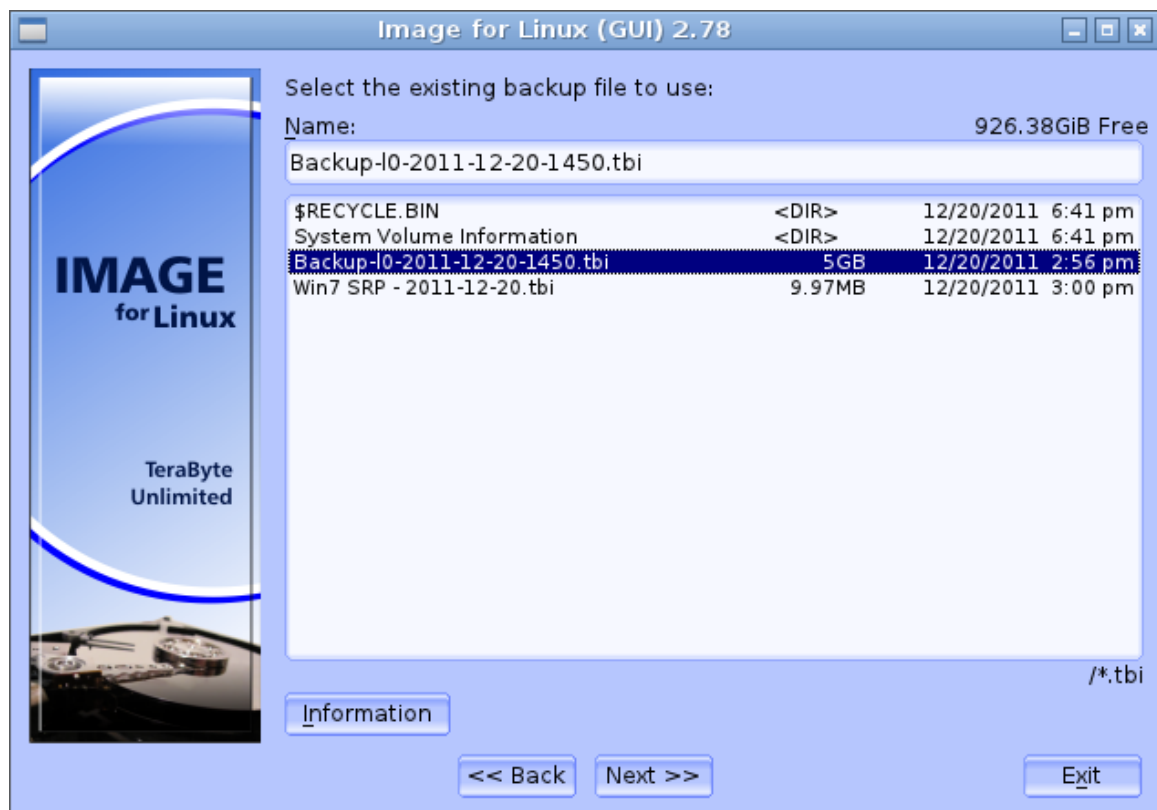 Image for Linux (GUI) 2.78
IMAGE
for Linux
TeraByte
Unlimited
Select the existing backup file to use:
Name: 926.38GiB Free
Backup-l0-2011-12-20-1450.tbi
$RECYCLE.BIN <DIR> 12/20/2011 6:41 pm
System Volume Information <DIR> 12/20/2011 6:41 pm
Backup-l0-2011-12-20-1450.tbi 5GB 12/20/2011 2:56 pm
Win7 SRP - 2011-12-20.tbi 9.97MB 12/20/2011 3:00 pm
/*.tbi
Information
<< Back Next >> Exit